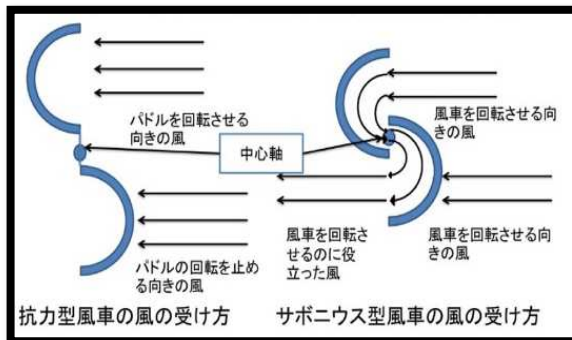 パドルを回転させる
向きの風
中心軸
パドルの回転を止め
る向きの風
抗力型風車の風の受け方
風車を回転させる向
きの風
風車を回転さ
せるのに役
立った風
風車を回転させる向
きの風
サボニウス型風車の風の受け方